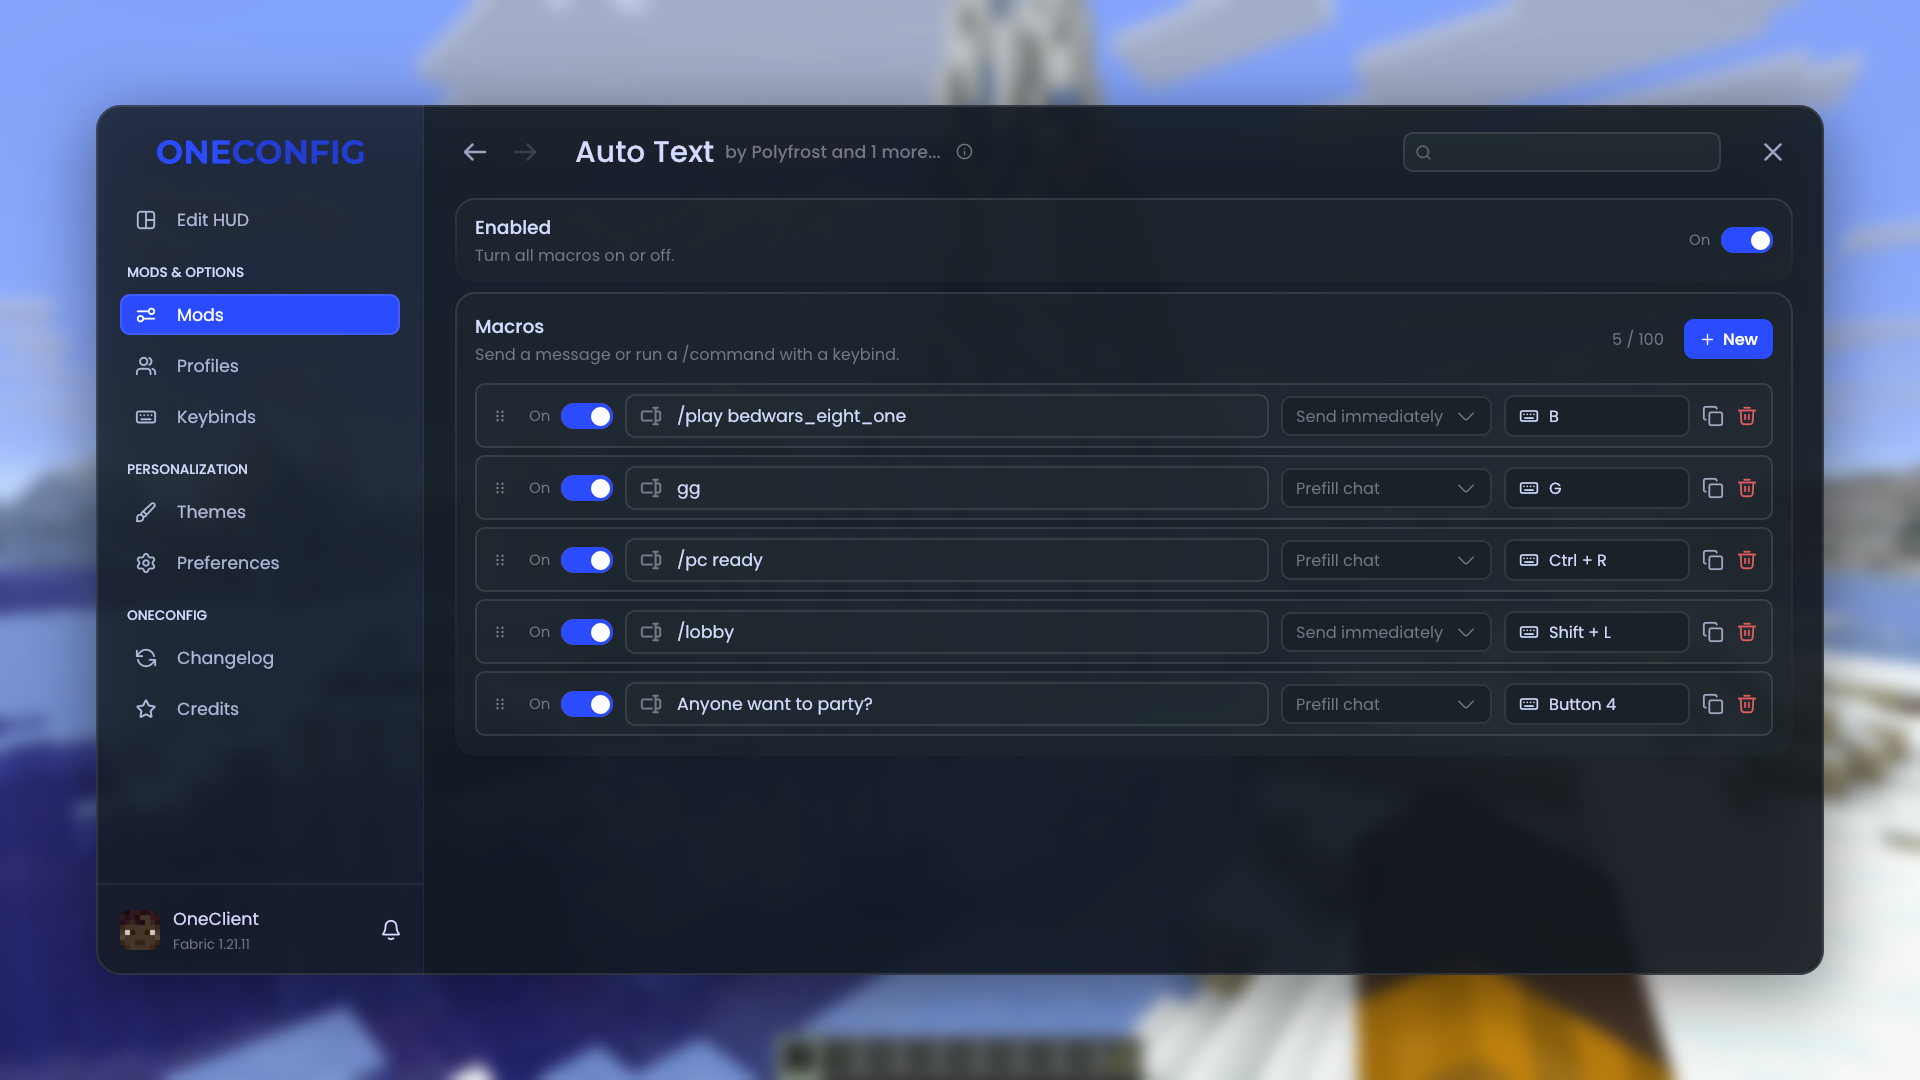 ONECONFIG
Edit HUD
MODS & OPTIONS
Mods
Profiles
Keybinds
PERSONALIZATION
Themes
Preferences
ONECONFIG
Changelog
Credits
OneClient
Fabric 1.21.11
Auto Text by Polyfrost and 1 more...
Enabled
Turn all macros on or off.
On
Macros
Send a message or run a /command with a keybind.
5 / 100
New
On /play bedwars_eight_one Send immediately B
On gg Prefill chat G
On /pc ready Prefill chat Ctrl + R
On /lobby Send immediately Shift + L
On Anyone want to party? Prefill chat Button 4